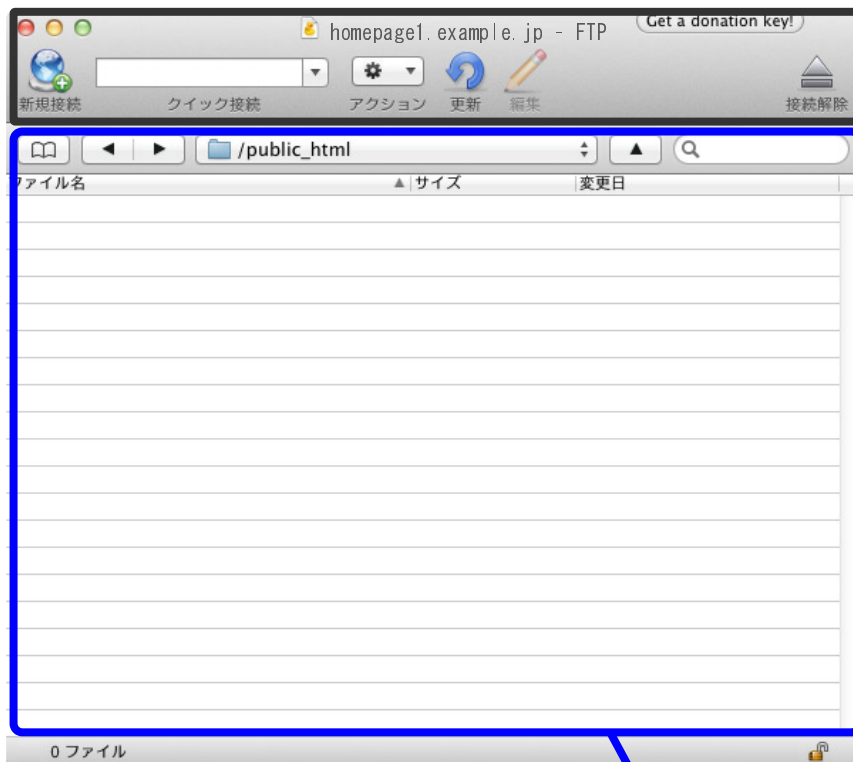 homepage1.example.jp - FTP
Get a donation key!
新規接続
クイック接続
アクション
更新
編集
接続解除
/public_html
ファイル名
サイズ
変更日
0 ファイル